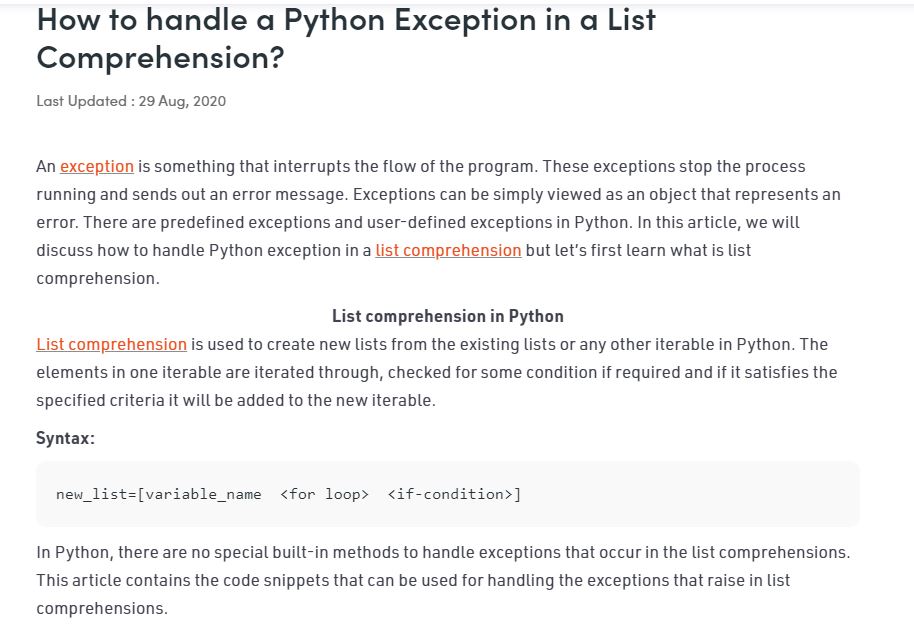 How to handle a Python Exception in a List
Comprehension?
Last Updated : 29 Aug, 2020
An exception is something that interrupts the flow of the program. These exceptions stop the process
running and sends out an error message. Exceptions can be simply viewed as an object that represents an
error. There are predefined exceptions and user-defined exceptions in Python. In this article, we will
discuss how to handle Python exception in a list comprehension but let’s first learn what is list
comprehension.
List comprehension in Python
List comprehension is used to create new lists from the existing lists or any other iterable in Python. The
elements in one iterable are iterated through, checked for some condition if required and if it satisfies the
specified criteria it will be added to the new iterable.
Syntax:
new_list=[variable_name  <for loop>  <if-condition>]
In Python, there are no special built-in methods to handle exceptions that occur in the list comprehensions.
This article contains the code snippets that can be used for handling the exceptions that raise in list
comprehensions.